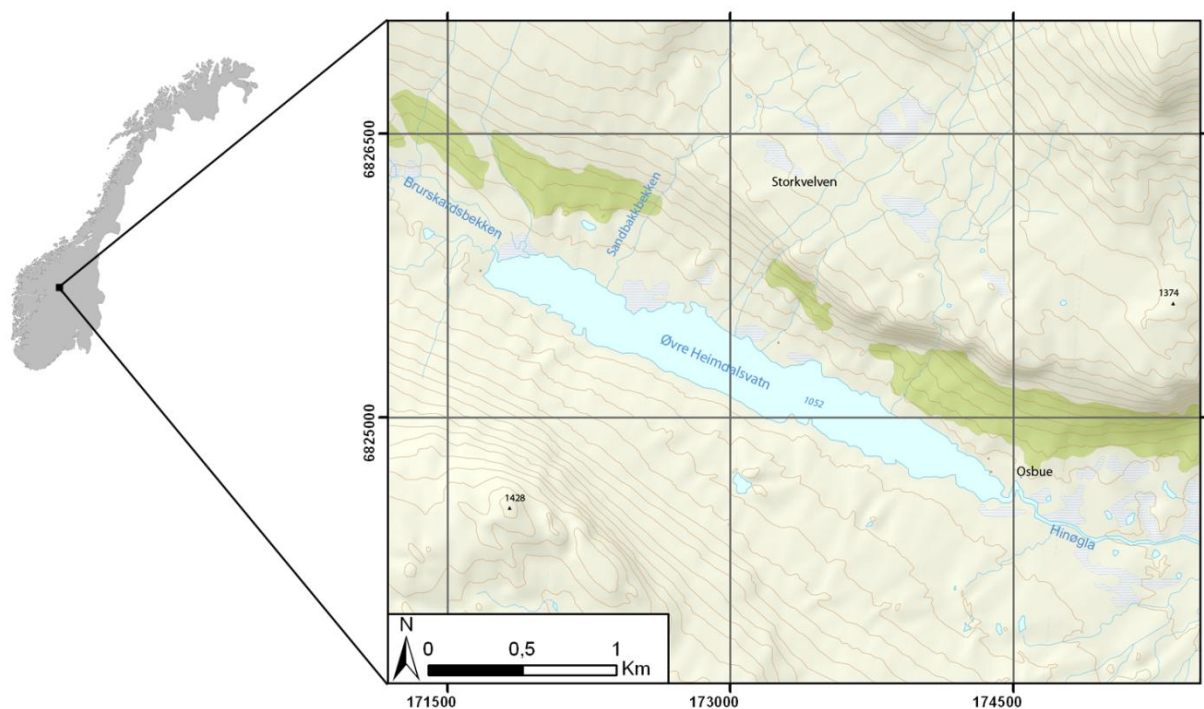 6826500
Storkvelven
Brurskardsbekken
Sandbakkbekken
1374
Øvre Heimdalsvatn
1052
6825000
Osbue
1428
Hinøgla
N
0 0,5 1
Km
171500 173000 174500